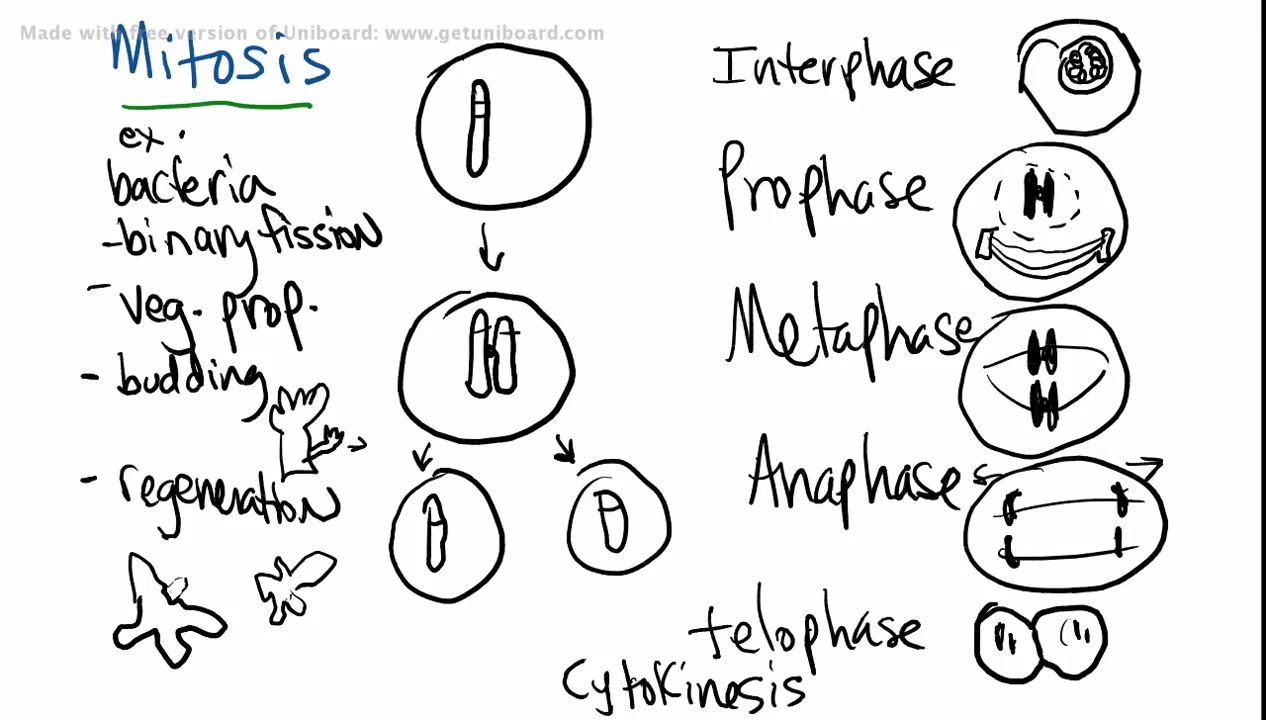 Made with free version of Uniboard: www.getuniboard.com
Mitosis
ex.
bacteria
-binary fission
- veg. prop.
- budding
- regeneration
Interphase
Prophase
Metaphase
Anaphase
telophase
Cytokinesis